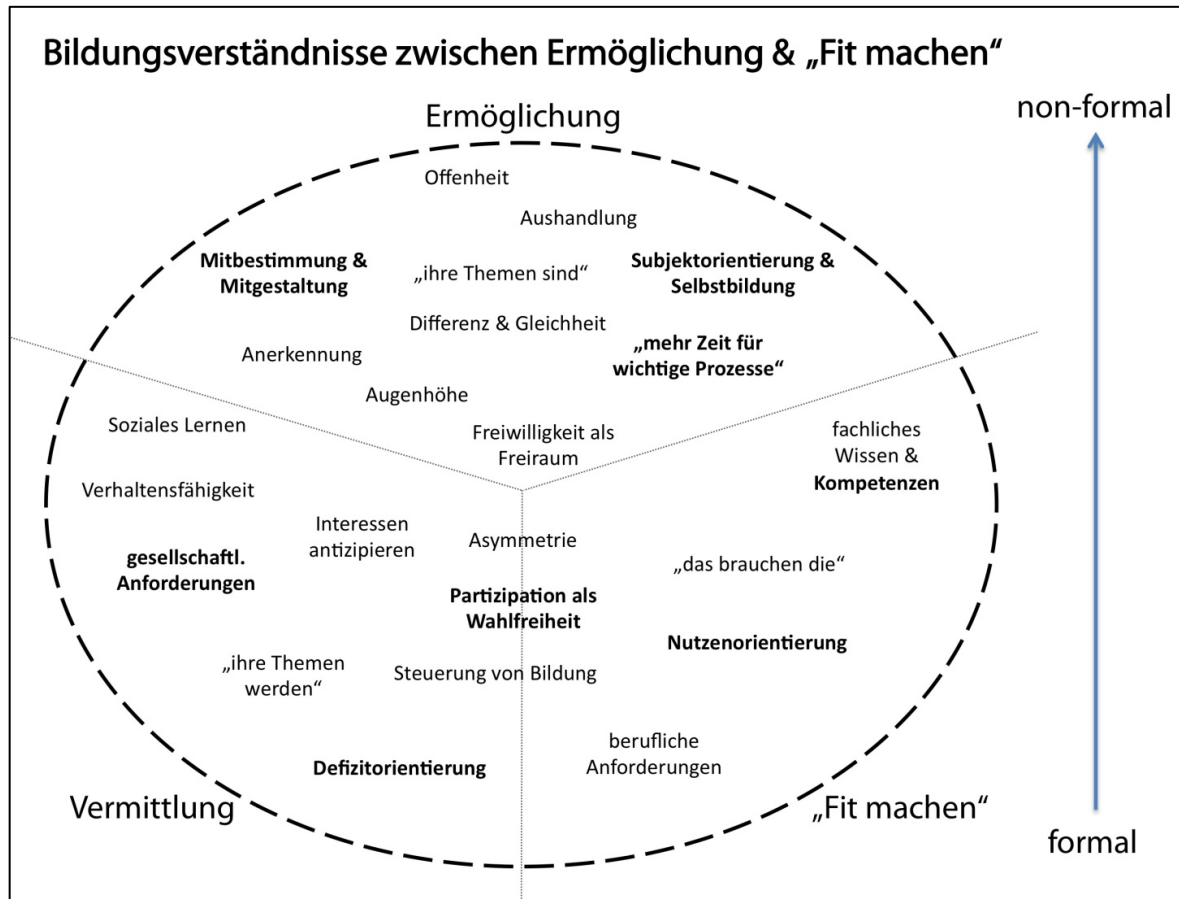 Bildungsverständnisse zwischen Ermöglichung & „Fit machen“
non-formal
Ermöglichung
Offenheit
Aushandlung
Mitbestimmung &
Mitgestaltung
„ihre Themen sind“
Subjektorientierung &
Selbstbildung
Differenz & Gleichheit
„mehr Zeit für
wichtige Prozesse“
Anerkennung
Augenhöhe
Freiwilligkeit als
Freiraum
Soziales Lernen
Verhaltensfähigkeit
Interessen
antizipieren
gesellschaftl.
Anforderungen
Asymmetrie
Partizipation als
Wahlfreiheit
„ihre Themen
werden“
Steuerung von Bildung
Defizitorientierung
Vermittlung
fachliches
Wissen &
Kompetenzen
„das brauchen die“
Nutzenorientierung
berufliche
Anforderungen
„Fit machen“
formal